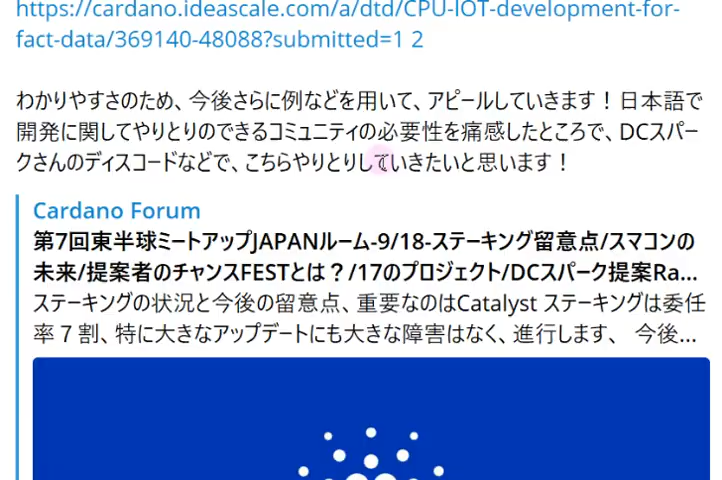 https://cardano.ideascale.com/a/dtd/CPU-IOT-development-for-
fact-data/369140-48088?submitted=1 2
わかりやすさのため、今後さらに例などを用いて、アピールしていきます！日本語で
開発に関してやりとりのできるコミュニティの必要性を痛感したところで、DCスパー
クさんのディスコードなどで、こちらやりとりしていきたいと思います！
Cardano Forum
第7回東半球ミートアップJAPANルーム-9/18-ステーキング留意点/スマコンの
未来/提案者のチャンスFESTとは？/17のプロジェクト/DCスパーク提案Ra...
ステーキングの状況と今後の留意点、重要なのはCatalyst ステーキングは委任
率７割、特に大きなアップデートにも大きな障害はなく、進行します、 今後...